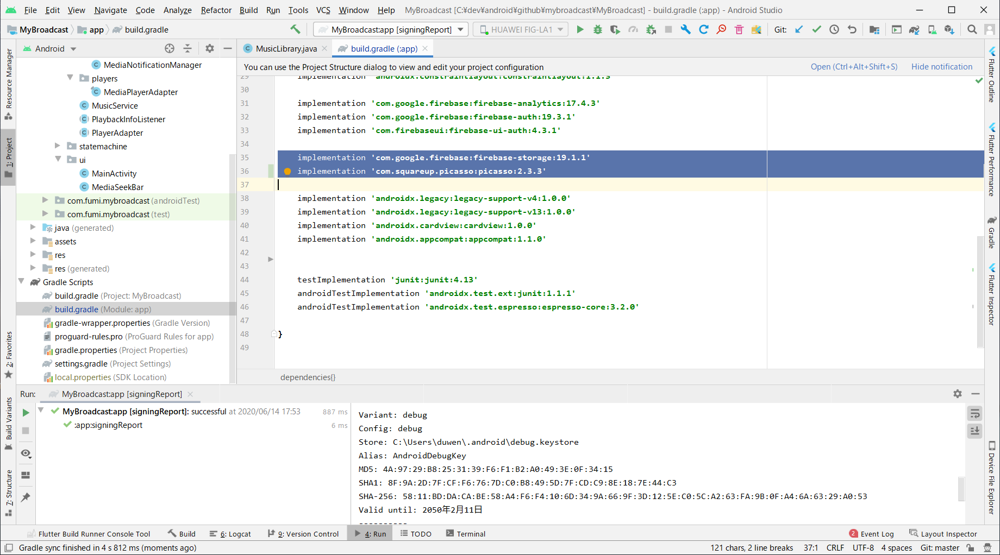 File Edit View Navigate Code Analyze Refactor Build Run Tools VCS Window Help MyBroadcast [C:¥dev¥android¥github¥mybroadcast¥MyBroadcast] - build.gradle (:app) - Android Studio
MyBroadcast app build.gradle MyBroadcast:app [signingReport] HUAWEI FIG-LA1 Git:
Resource Manager
1: Project
2: Favorites
Build Variants
7: Structure
Android
MediaNotificationManager
players
MediaPlayerAdapter
MusicService
PlaybackInfoListener
PlayerAdapter
statemachine
ui
MainActivity
MediaSeekBar
com.fumi.mybroadcast (androidTest)
com.fumi.mybroadcast (test)
java (generated)
assets
res
res (generated)
Gradle Scripts
build.gradle (Project: MyBroadcast)
build.gradle (Module: app)
gradle-wrapper.properties (Gradle Version)
proguard-rules.pro (ProGuard Rules for app)
gradle.properties (Project Properties)
settings.gradle (Project Settings)
local.properties (SDK Location)
MusicLibrary.java build.gradle (:app)
You can use the Project Structure dialog to view and edit your project configuration Open (Ctrl+Alt+Shift+S) Hide notification
29 implementation 'androidx.constraintlayout:constraintlayout:1.1.3'
30
31 implementation 'com.google.firebase:firebase-analytics:17.4.3'
32 implementation 'com.google.firebase:firebase-auth:19.3.1'
33 implementation 'com.firebaseui:firebase-ui-auth:4.3.1'
34
35 implementation 'com.google.firebase:firebase-storage:19.1.1'
36 implementation 'com.squareup.picasso:picasso:2.3.3'
37
38 implementation 'androidx.legacy:legacy-support-v4:1.0.0'
39 implementation 'androidx.legacy:legacy-support-v13:1.0.0'
40 implementation 'androidx.cardview:cardview:1.0.0'
41 implementation 'androidx.appcompat:appcompat:1.1.0'
42
43
44 testImplementation 'junit:junit:4.13'
45 androidTestImplementation 'androidx.test.ext:junit:1.1.1'
46 androidTestImplementation 'androidx.test.espresso:espresso-core:3.2.0'
47
48 }
49
dependencies{}
Flutter Outline
Flutter Performance
Gradle
Flutter Inspector
Device File Explorer
Run: MyBroadcast:app [signingReport]
MyBroadcast:app [signingReport]: successful at 2020/06/14 17:53 887 ms
:app:signingReport 6 ms
Variant: debug
Config: debug
Store: C:\Users\duwen\.android\debug.keystore
Alias: AndroidDebugKey
MD5: 4A:97:29:B8:25:31:39:F6:F1:B2:A0:49:3E:0F:34:15
SHA1: 8F:9A:2D:7F:CF:F6:76:7D:C0:B8:49:5D:7F:CD:C9:8E:18:7E:44:C3
SHA-256: 58:11:BD:DA:CA:BE:58:A4:F6:F4:10:6D:34:9A:66:9F:3D:12:5E:C0:5C:A2:63:FA:9B:0F:A4:6A:63:29:A0:53
Valid until: 2050年2月11日
----------
Flutter Build Runner Console Tool Build 6: Logcat 9: Version Control 4: Run TODO Terminal 2 Event Log Layout Inspector
Gradle sync finished in 4 s 812 ms (moments ago) 121 chars, 2 line breaks 37:1 CRLF UTF-8 4 spaces Git: master